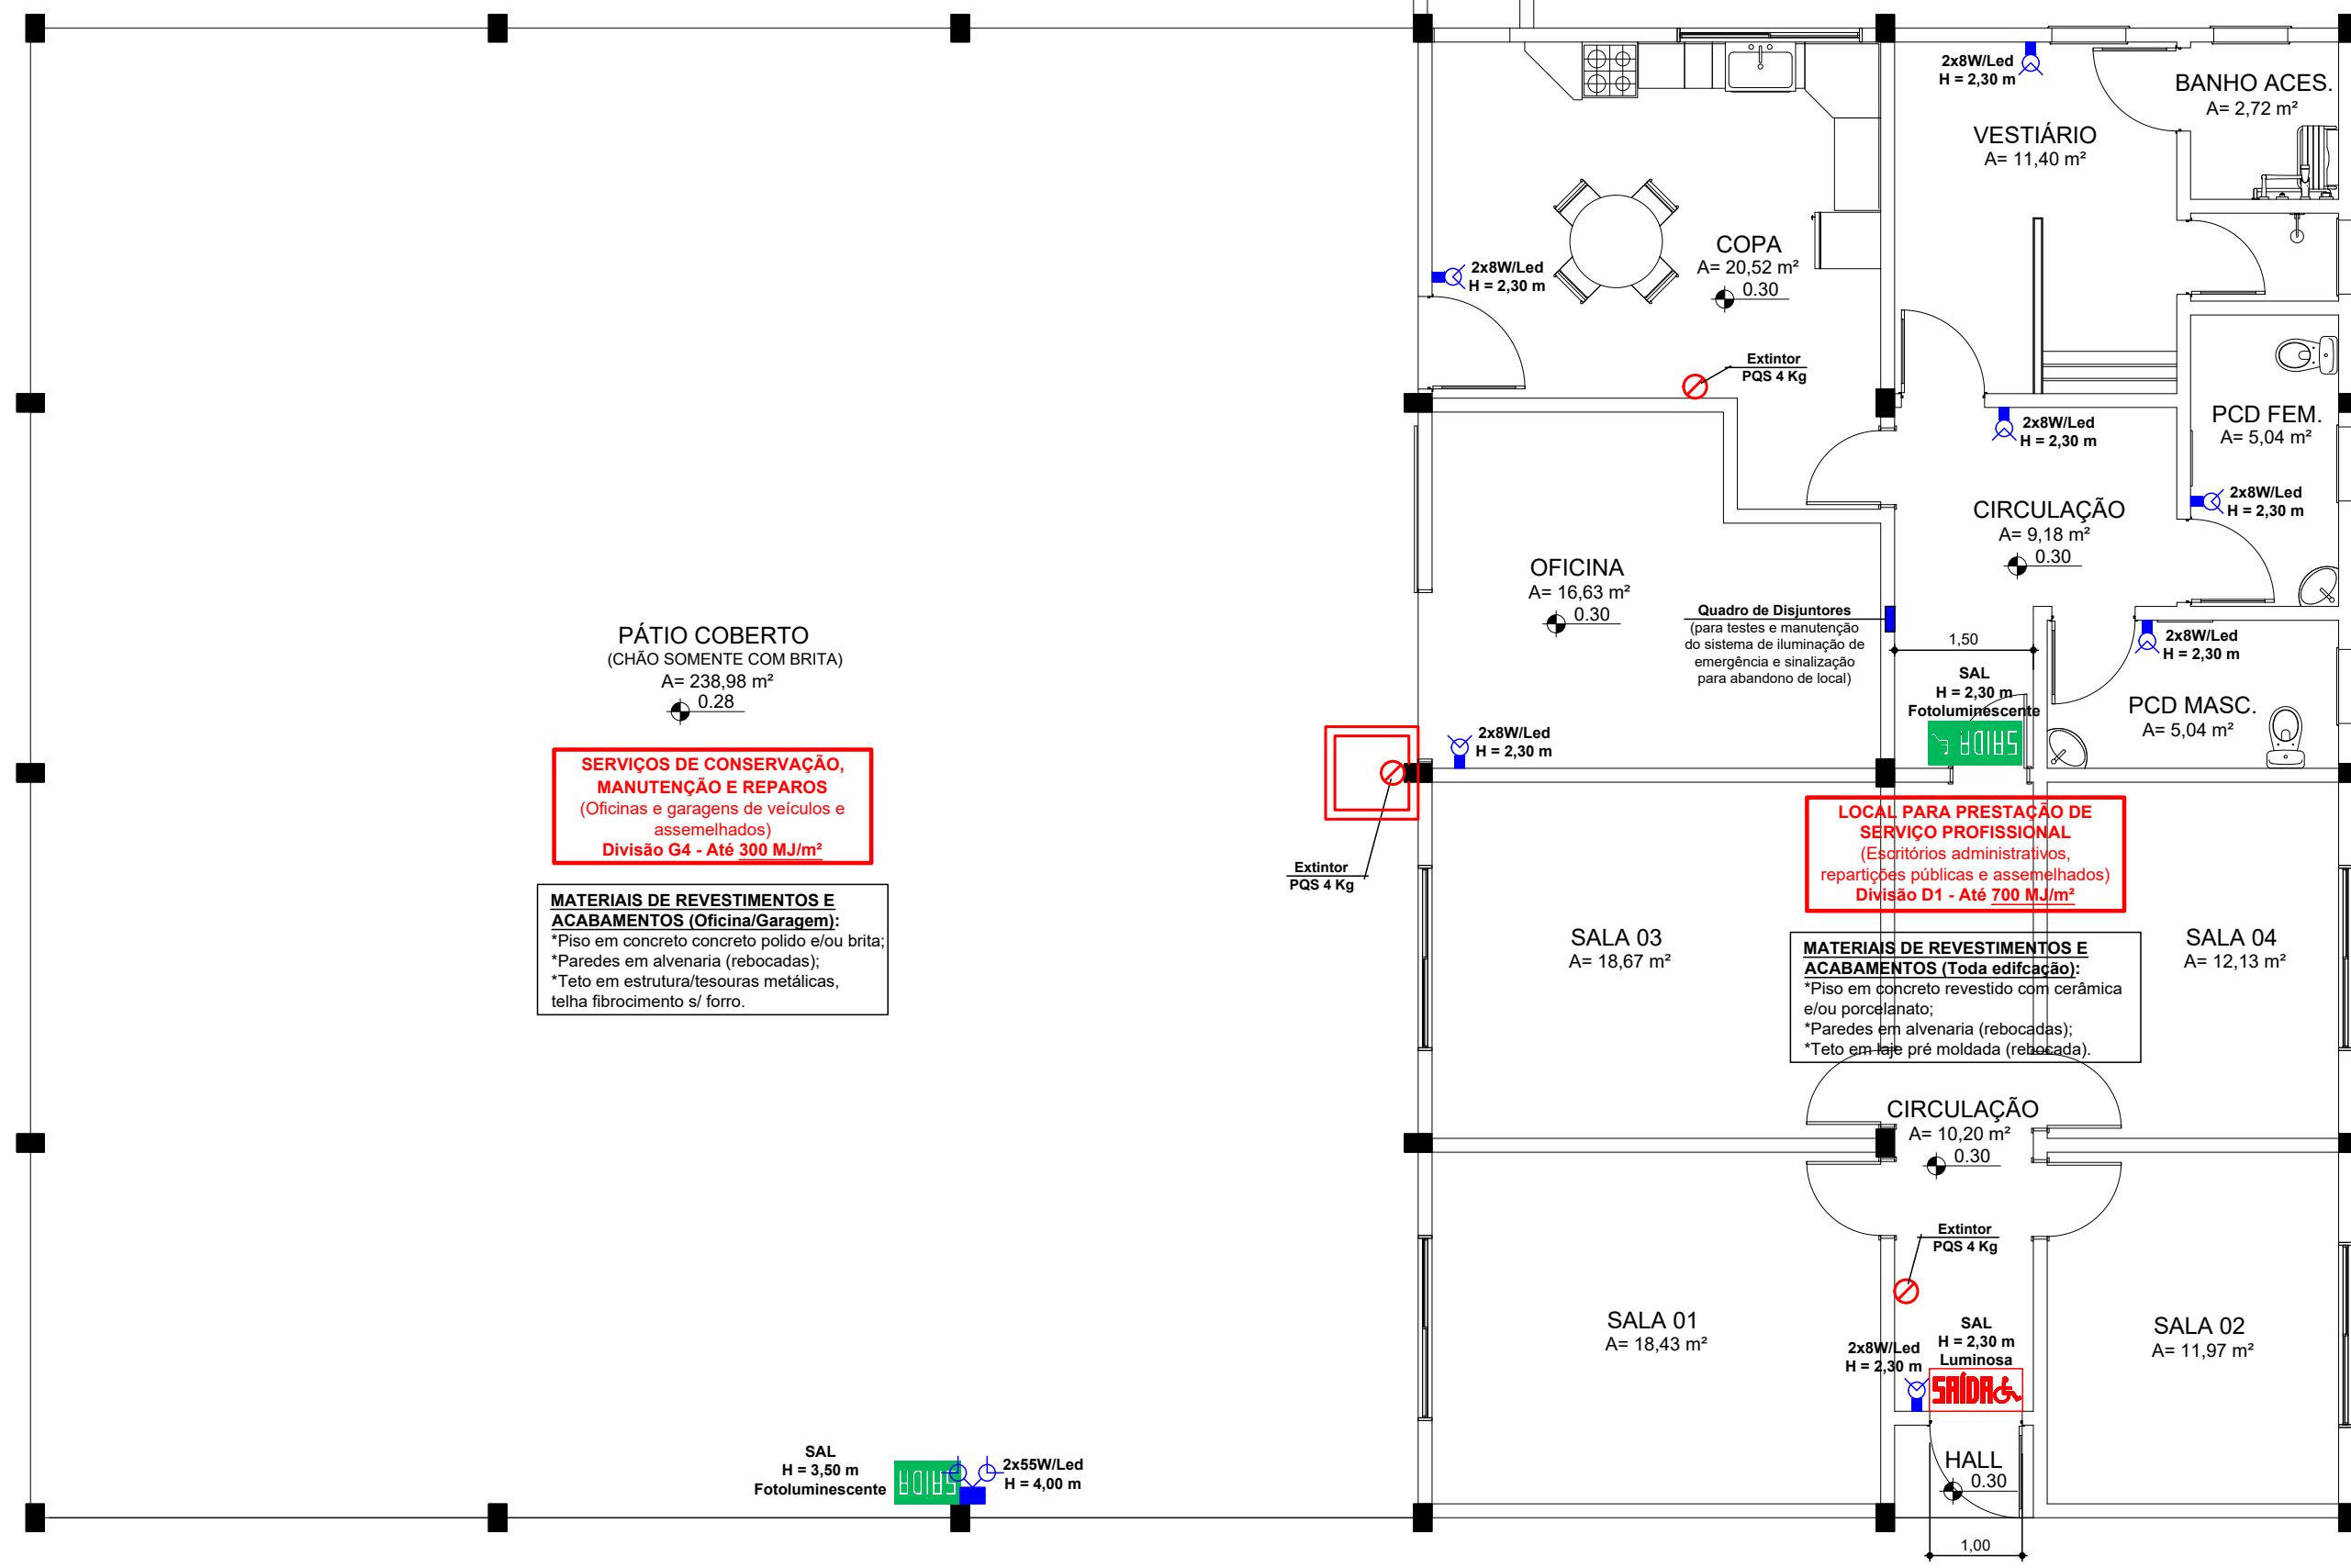 2x8W/Led
H = 2,30 m
BANHO ACES.
A= 2,72 m²
VESTIÁRIO
A= 11,40 m²
COPA
A= 20,52 m²
0.30
2x8W/Led
H = 2,30 m
Extintor
PQS 4 Kg
2x8W/Led
H = 2,30 m
PCD FEM.
A= 5,04 m²
2x8W/Led
H = 2,30 m
CIRCULAÇÃO
A= 9,18 m²
0.30
OFICINA
A= 16,63 m²
0.30
Quadro de Disjuntores
(para testes e manutenção
do sistema de iluminação de
emergência e sinalização
para abandono de local)
1,50
2x8W/Led
H = 2,30 m
SAL
H = 2,30 m
Fotoluminescente
SAÍDA
PCD MASC.
A= 5,04 m²
PÁTIO COBERTO
(CHÃO SOMENTE COM BRITA)
A= 238,98 m²
0.28
2x8W/Led
H = 2,30 m
SERVIÇOS DE CONSERVAÇÃO,
MANUTENÇÃO E REPAROS
(Oficinas e garagens de veículos e
assemelhados)
Divisão G4 - Até 300 MJ/m²
MATERIAIS DE REVESTIMENTOS E
ACABAMENTOS (Oficina/Garagem):
*Piso em concreto concreto polido e/ou brita;
*Paredes em alvenaria (rebocadas);
*Teto em estrutura/tesouras metálicas,
telha fibrocimento s/ forro.
Extintor
PQS 4 Kg
LOCAL PARA PRESTAÇÃO DE
SERVIÇO PROFISSIONAL
(Escritórios administrativos,
repartições públicas e assemelhados)
Divisão D1 - Até 700 MJ/m²
SALA 03
A= 18,67 m²
MATERIAIS DE REVESTIMENTOS E
ACABAMENTOS (Toda edifcação):
*Piso em concreto revestido com cerâmica
e/ou porcelanato;
*Paredes em alvenaria (rebocadas);
*Teto em laje pré moldada (rebocada).
SALA 04
A= 12,13 m²
CIRCULAÇÃO
A= 10,20 m²
0.30
Extintor
PQS 4 Kg
SALA 01
A= 18,43 m²
SAL
H = 2,30 m
Luminosa
2x8W/Led
H = 2,30 m
SAÍDA
SALA 02
A= 11,97 m²
SAL
H = 3,50 m
Fotoluminescente
SAÍDA
2x55W/Led
H = 4,00 m
HALL
0.30
1,00